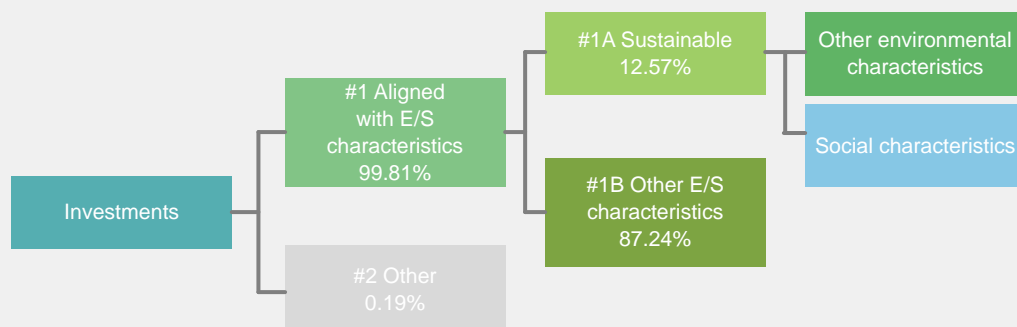 Investments
#1 Aligned
with E/S
characteristics
99.81%
#2 Other
0.19%
#1A Sustainable
12.57%
#1B Other E/S
characteristics
87.24%
Other environmental
characteristics
Social characteristics